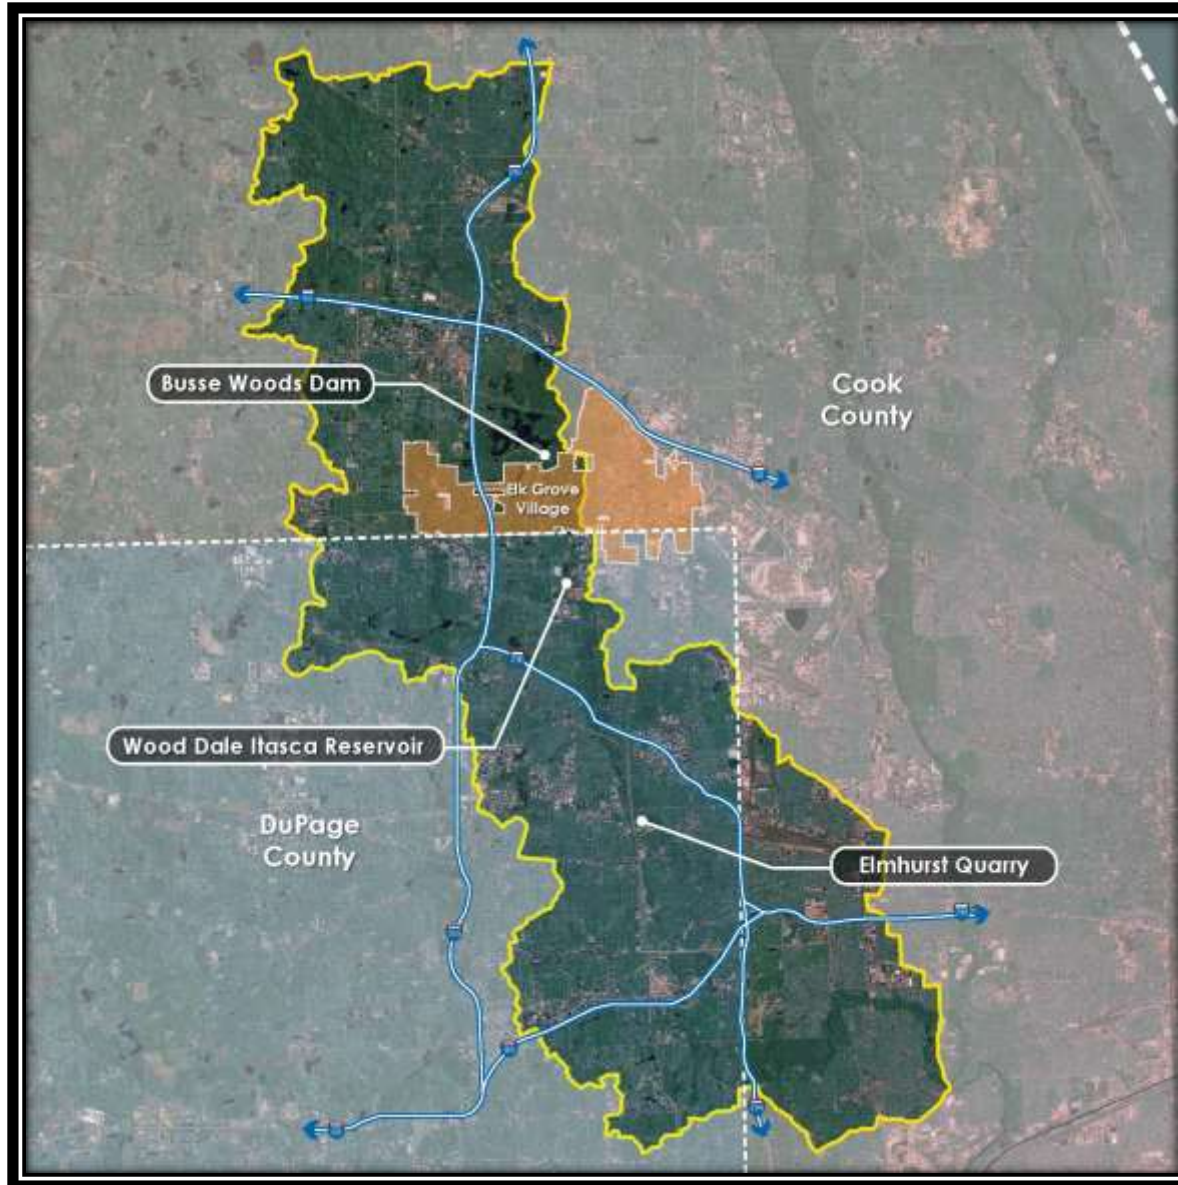 Busse Woods Dam
Cook
County
Elk Grove
Village
Wood Dale Itasca Reservoir
DuPage
County
Elmhurst Quarry